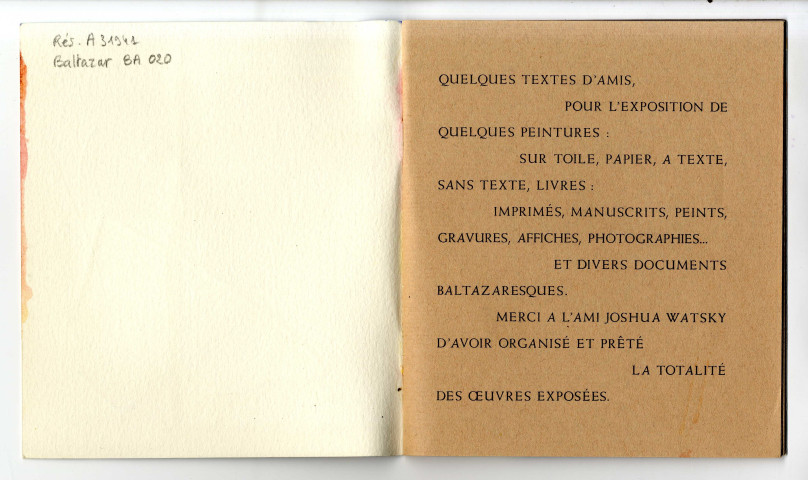 Rés. A 31941
Baltazar BA 020
QUELQUES TEXTES D'AMIS,
POUR L'EXPOSITION DE
QUELQUES PEINTURES :
SUR TOILE, PAPIER, A TEXTE,
SANS TEXTE, LIVRES :
IMPRIMÉS, MANUSCRITS, PEINTS,
GRAVURES, AFFICHES, PHOTOGRAPHIES...
ET DIVERS DOCUMENTS
BALTAZARESQUES.
MERCI A L'AMI JOSHUA WATSKY
D'AVOIR ORGANISÉ ET PRÊTÉ
LA TOTALITÉ
DES ŒUVRES EXPOSÉES.